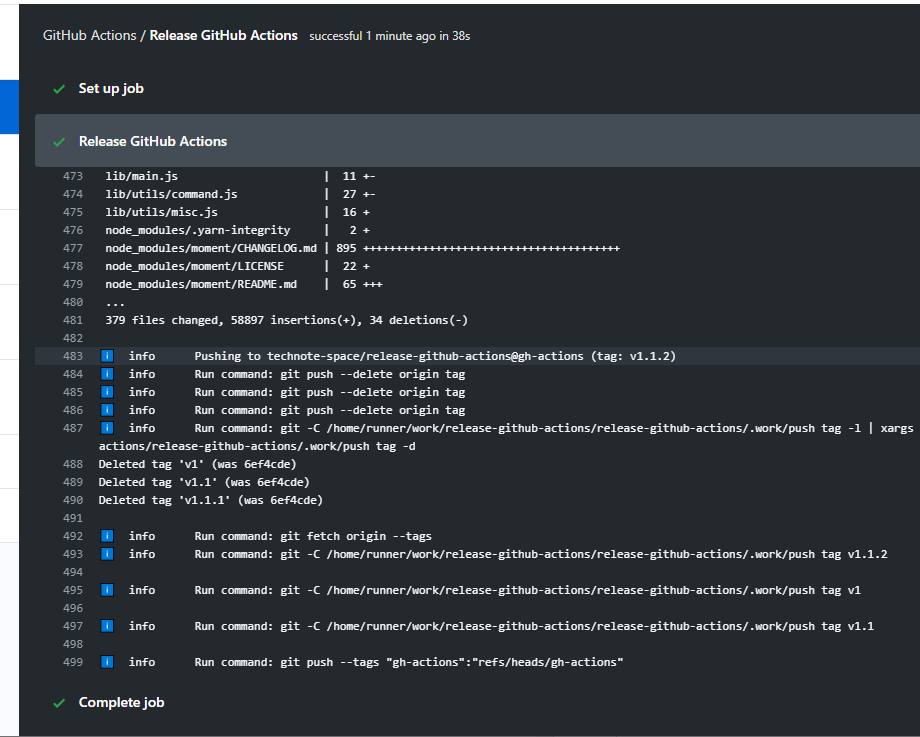 GitHub Actions / Release GitHub Actions successful 1 minute ago in 38s
Set up job
Release GitHub Actions
473 lib/main.js | 11 +-
474 lib/utils/command.js | 27 +-
475 lib/utils/misc.js | 16 +
476 node_modules/.yarn-integrity | 2 +
477 node_modules/moment/CHANGELOG.md | 895 +++++++++++++++++++++++++++++++++++++++
478 node_modules/moment/LICENSE | 22 +
479 node_modules/moment/README.md | 65 +++
480 ...
481 379 files changed, 58897 insertions(+), 34 deletions(-)
482
483 i info Pushing to technote-space/release-github-actions@gh-actions (tag: v1.1.2)
484 i info Run command: git push --delete origin tag
485 i info Run command: git push --delete origin tag
486 i info Run command: git push --delete origin tag
487 i info Run command: git -C /home/runner/work/release-github-actions/release-github-actions/.work/push tag -l | xargs
actions/release-github-actions/.work/push tag -d
488 Deleted tag 'v1' (was 6ef4cde)
489 Deleted tag 'v1.1' (was 6ef4cde)
490 Deleted tag 'v1.1.1' (was 6ef4cde)
491
492 i info Run command: git fetch origin --tags
493 i info Run command: git -C /home/runner/work/release-github-actions/release-github-actions/.work/push tag v1.1.2
494
495 i info Run command: git -C /home/runner/work/release-github-actions/release-github-actions/.work/push tag v1
496
497 i info Run command: git -C /home/runner/work/release-github-actions/release-github-actions/.work/push tag v1.1
498
499 i info Run command: git push --tags "gh-actions":"refs/heads/gh-actions"
Complete job